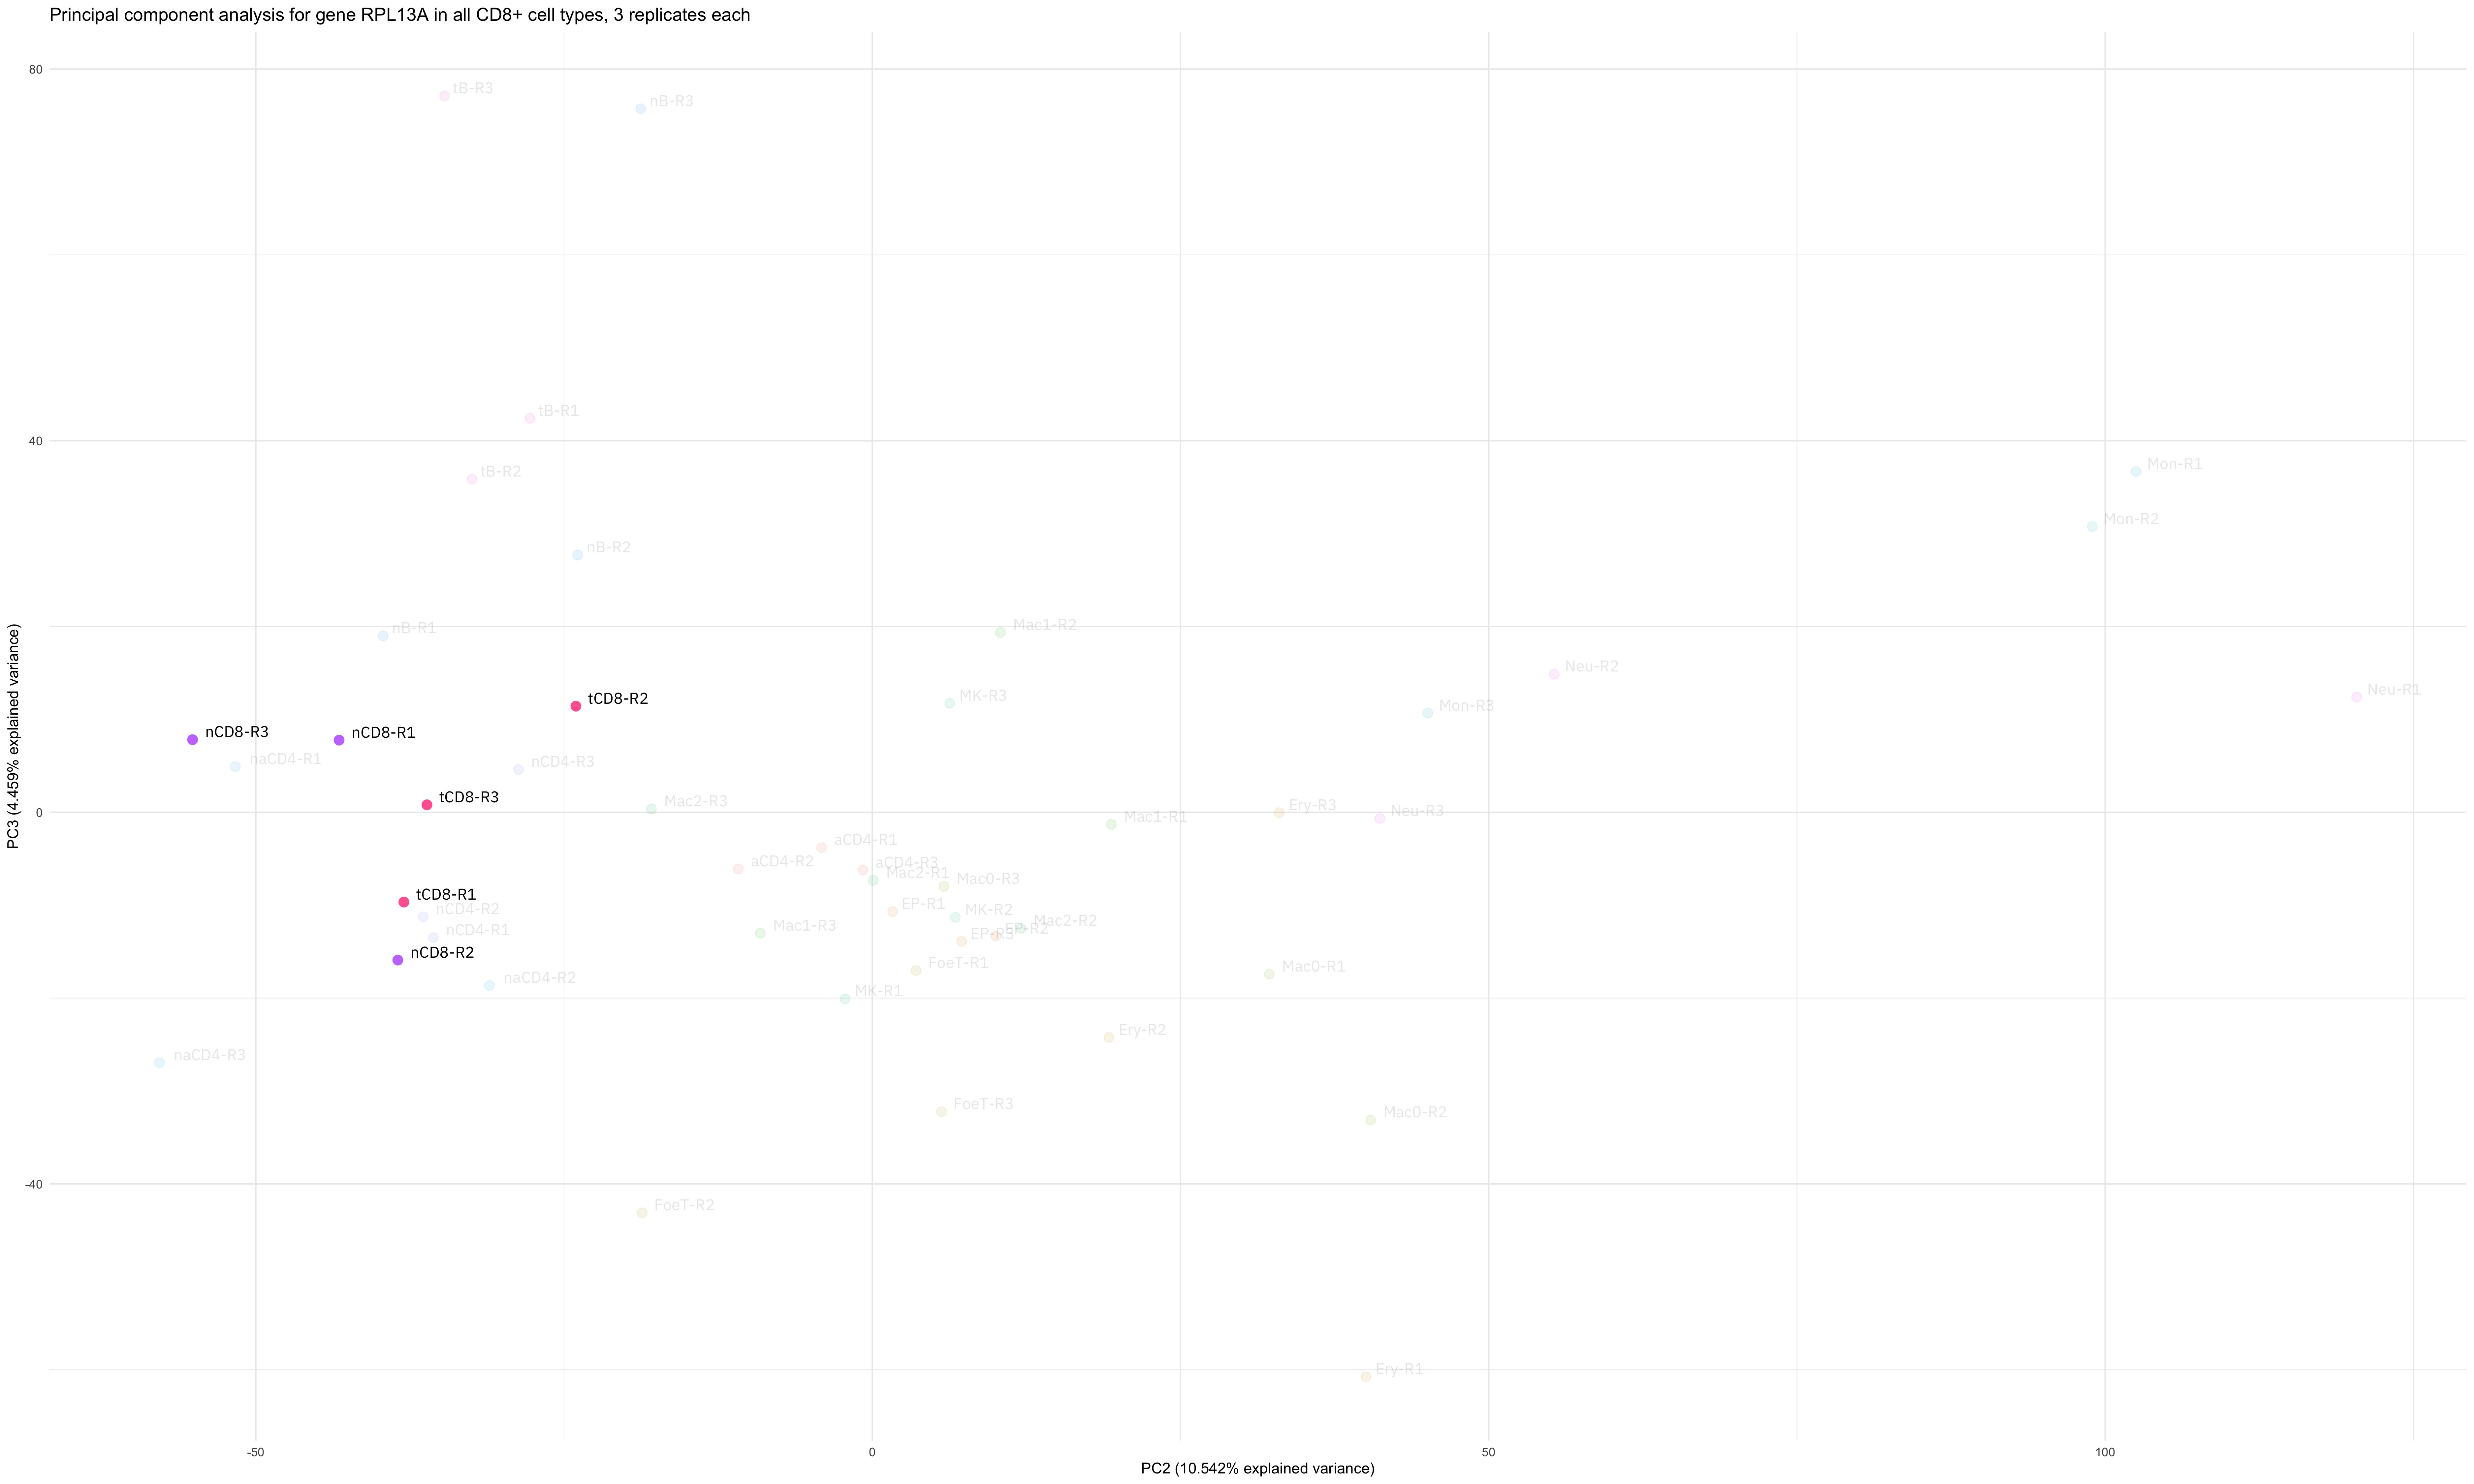 Principal component analysis for gene RPL13A in all CD8+ cell types, 3 replicates each
80
tB-R3
nB-R3
tB-R1
40
tB-R2
Mon-R1
Mon-R2
nB-R2
nB-R1
Mac1-R2
Neu-R2
Neu-R1
tCD8-R2
MK-R3
Mon-R3
nCD8-R3
nCD8-R1
naCD4-R1
nCD4-R3
tCD8-R3
Mac2-R3
Ery-R3
Neu-R3
0
Mac1-R1
aCD4-R1
aCD4-R2
aCD4-R3
Mac2-R1
Mac0-R3
tCD8-R1
EP-R1
nCD4-R2
MK-R2
Mac2-R2
Mac1-R3
EP-R2
EP-R3
nCD4-R1
nCD8-R2
FoeT-R1
Mac0-R1
naCD4-R2
MK-R1
Ery-R2
naCD4-R3
FoeT-R3
Mac0-R2
-40
FoeT-R2
Ery-R1
PC3 (4.459% explained variance)
-50
0
50
100
PC2 (10.542% explained variance)